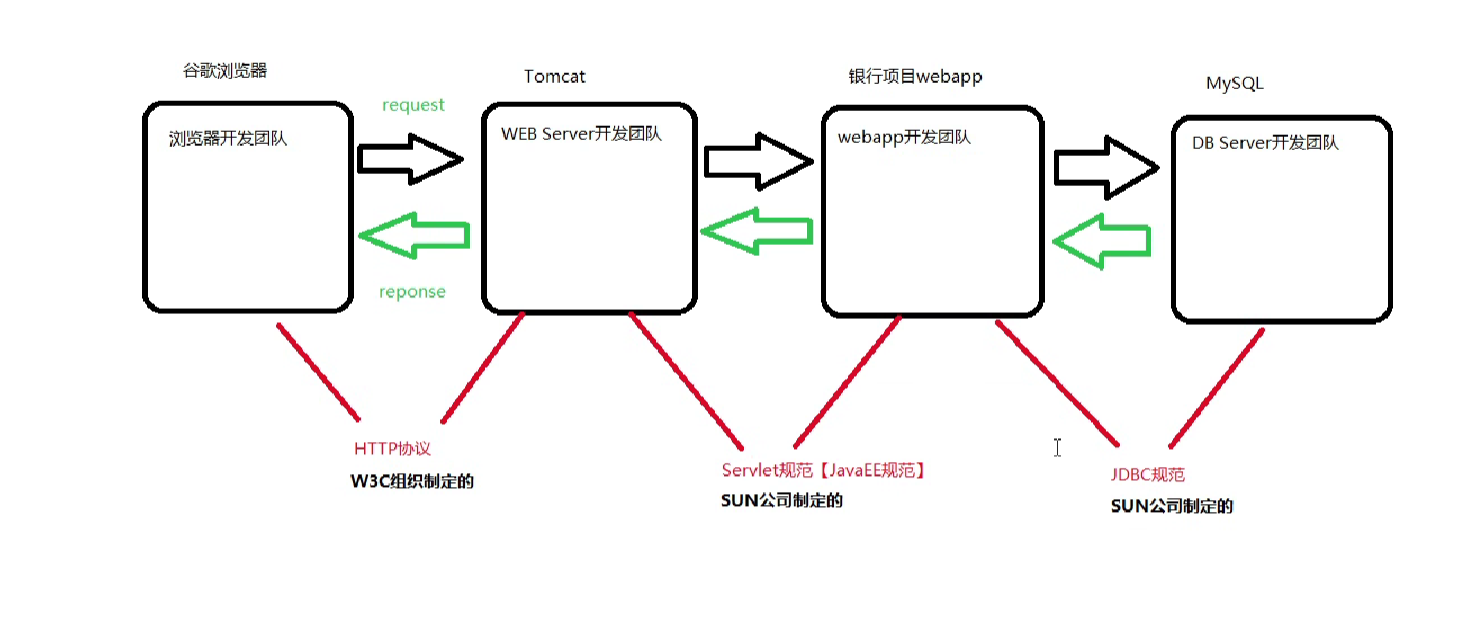 谷歌浏览器
Tomcat
银行项目webapp
MySQL
request
浏览器开发团队
WEB Server开发团队
webapp开发团队
DB Server开发团队
reponse
HTTP协议
W3C组织制定的
Servlet规范【JavaEE规范】
SUN公司制定的
JDBC规范
SUN公司制定的